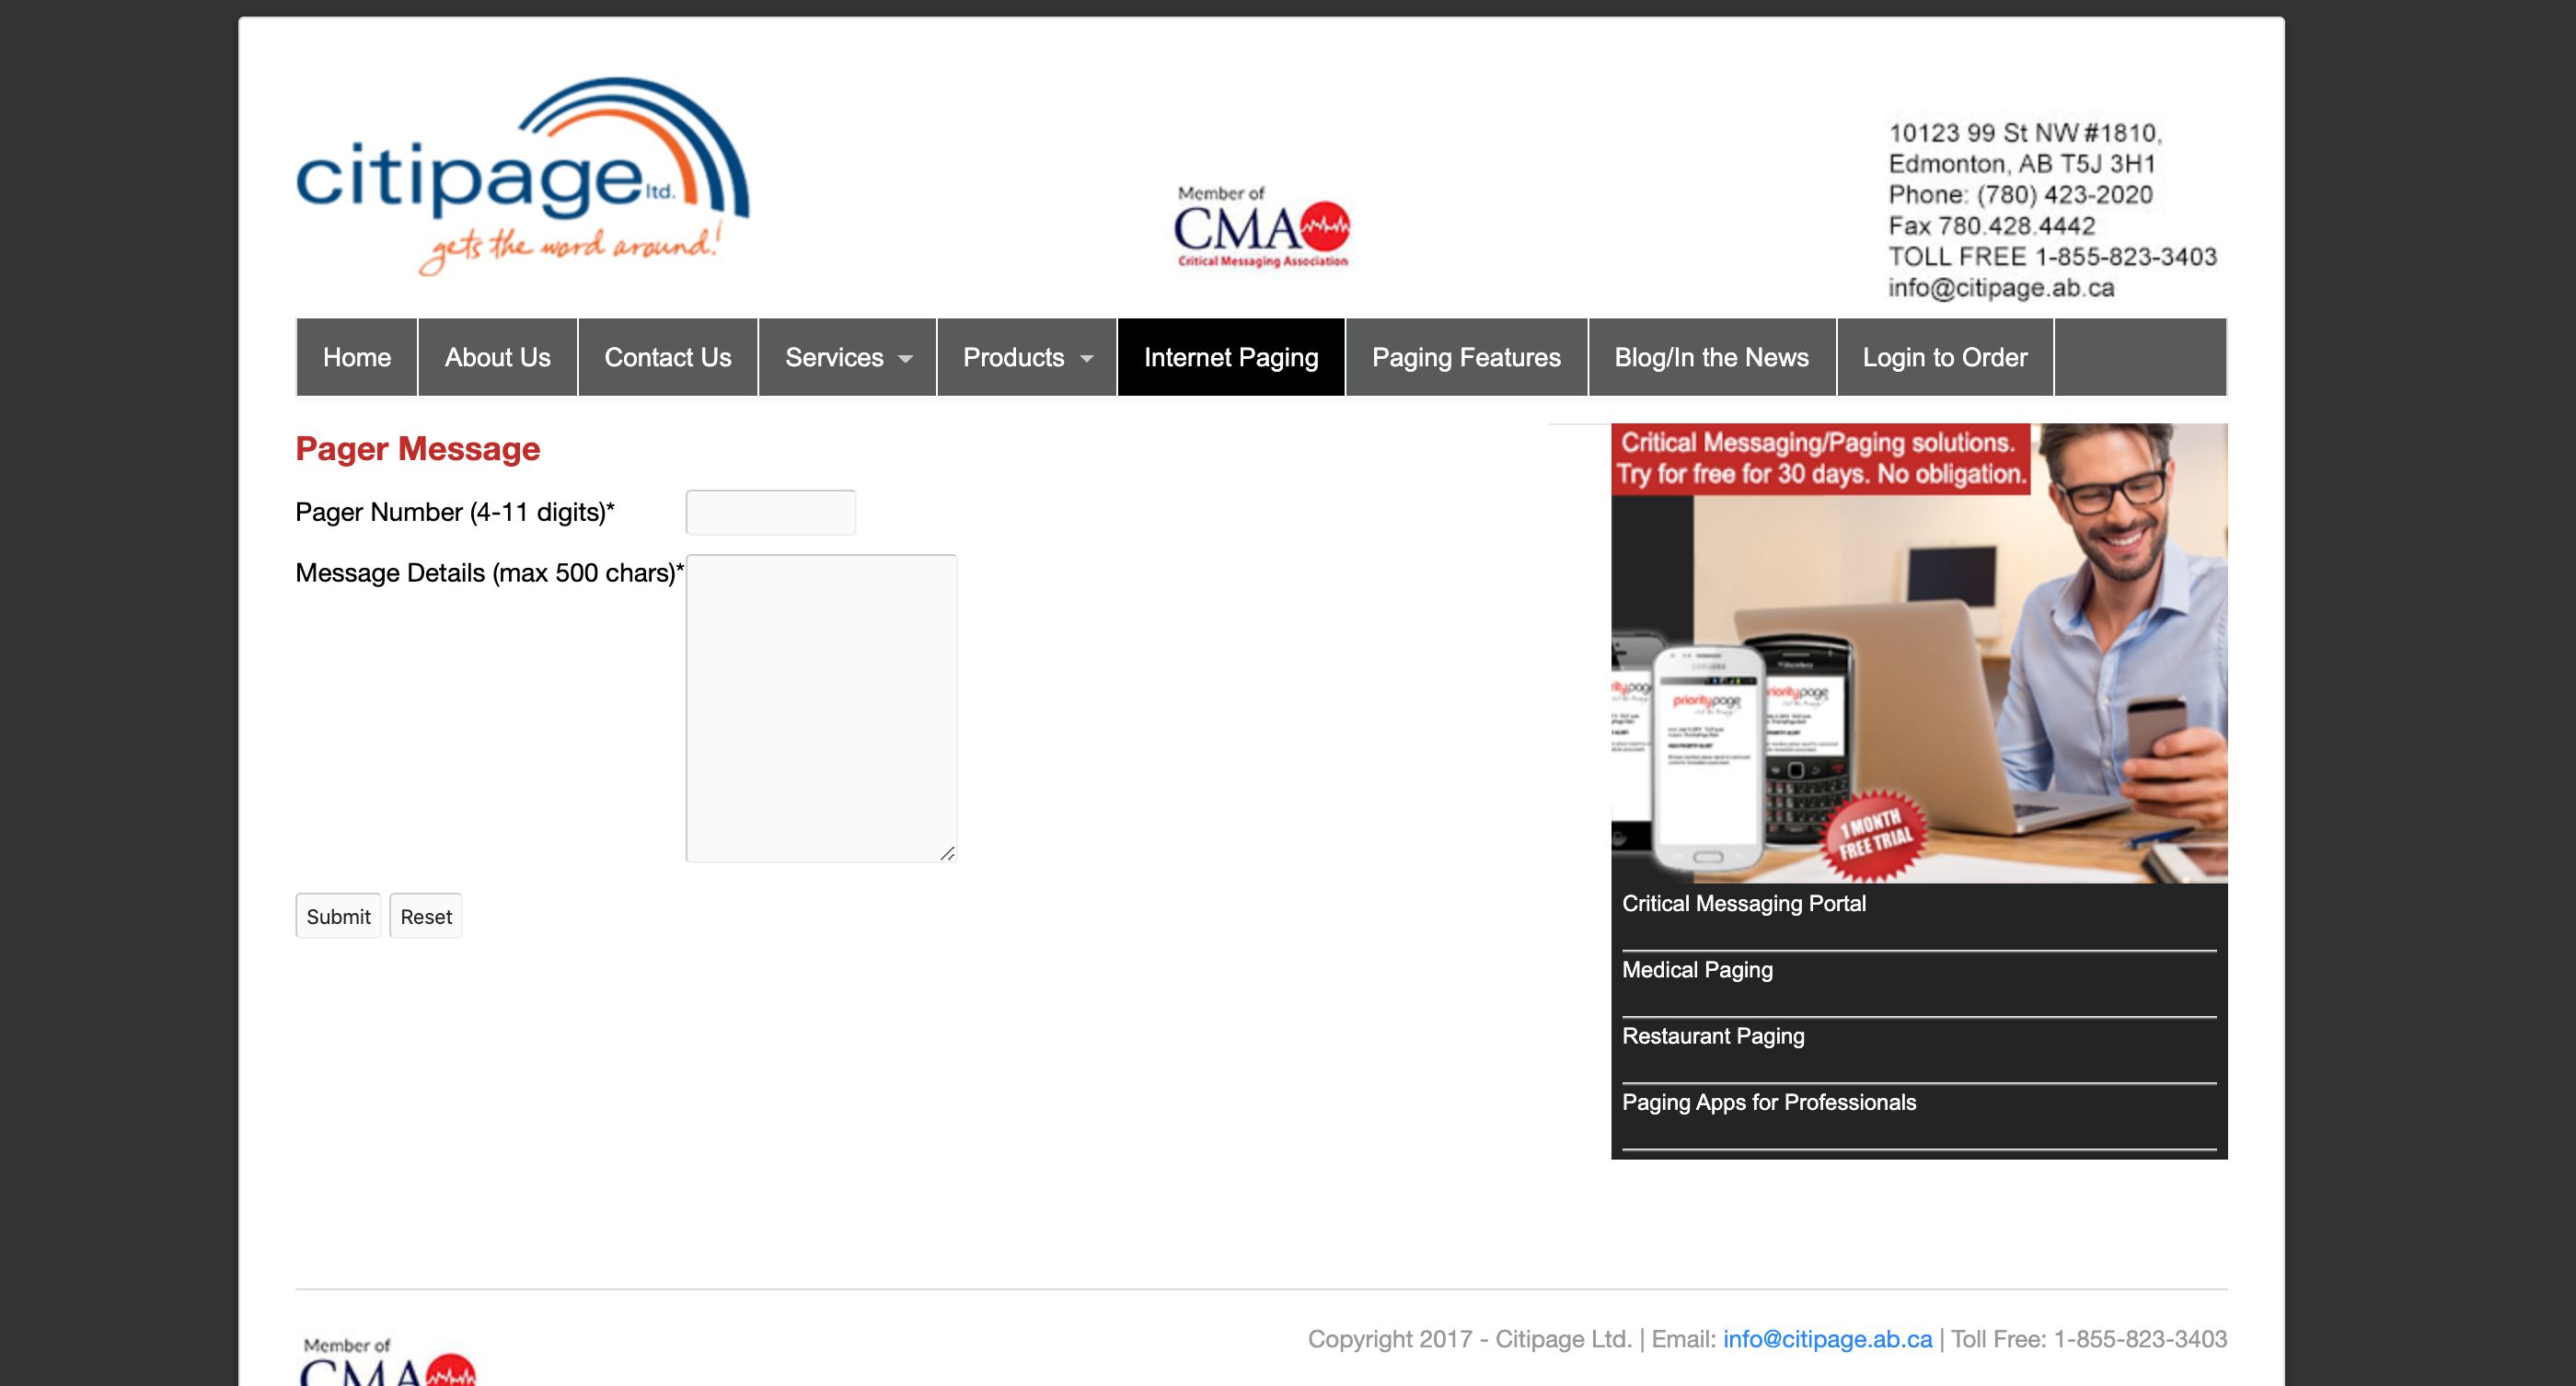 citipage ltd.
gets the word around!
Member of
CMA
Critical Messaging Association
10123 99 St NW #1810,
Edmonton, AB T5J 3H1
Phone: (780) 423-2020
Fax 780.428.4442
TOLL FREE 1-855-823-3403
info@citipage.ab.ca
Home
About Us
Contact Us
Services
Products
Internet Paging
Paging Features
Blog/In the News
Login to Order
Pager Message
Pager Number (4-11 digits)*
Message Details (max 500 chars)*
Submit
Reset
Critical Messaging/Paging solutions.
Try for free for 30 days. No obligation.
prioritypage
1 MONTH
FREE TRIAL
Critical Messaging Portal
Medical Paging
Restaurant Paging
Paging Apps for Professionals
Member of
CMA
Copyright 2017 - Citipage Ltd. | Email: info@citipage.ab.ca | Toll Free: 1-855-823-3403